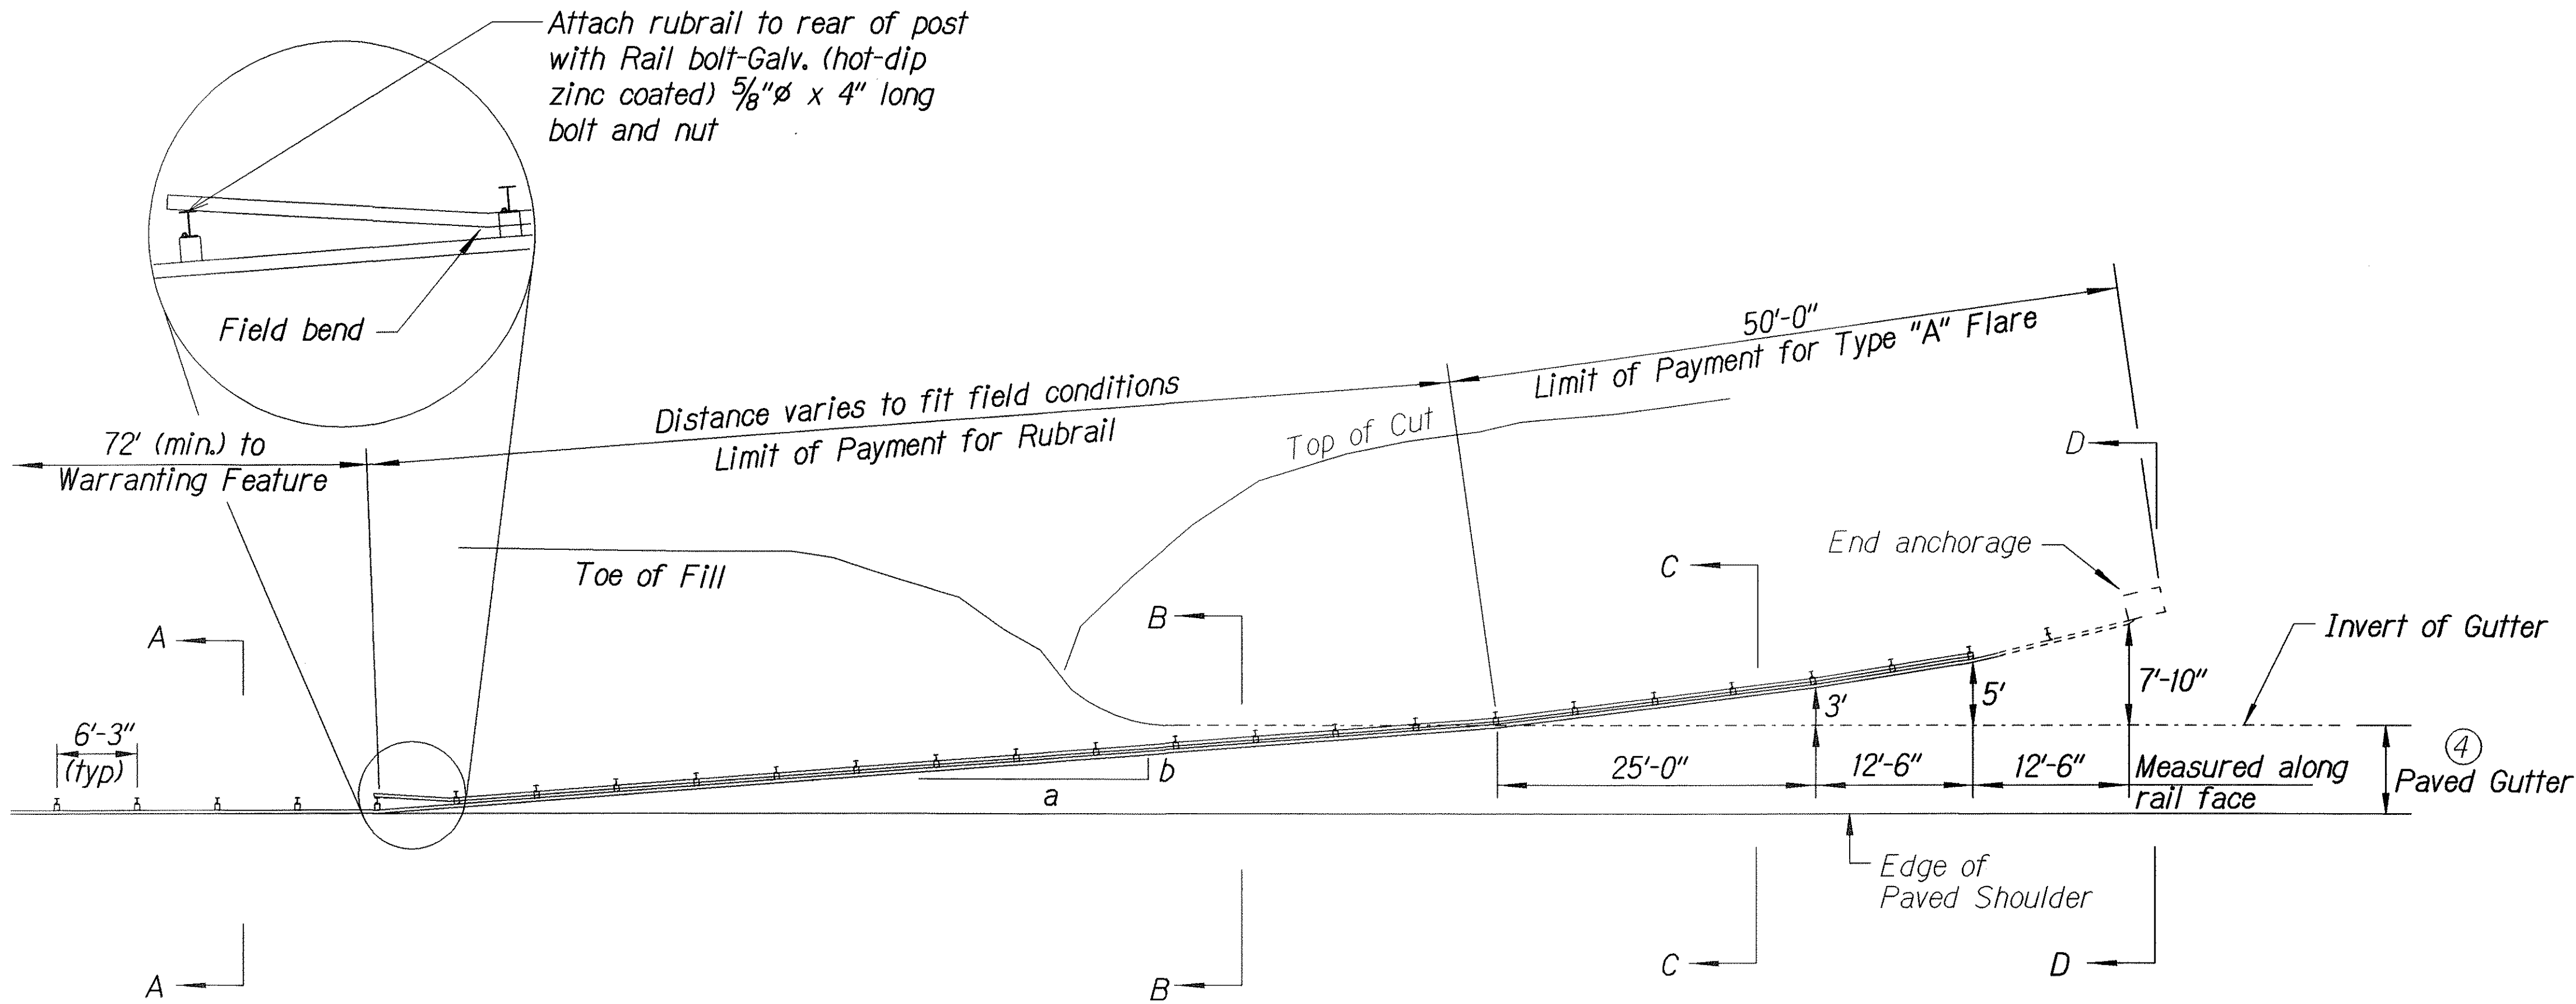 Attach rubrail to rear of post
with Rail bolt-Galv. (hot-dip
zinc coated) 5/8"ø x 4" long
bolt and nut
Field bend
72' (min.) to
Warranting Feature
Distance varies to fit field conditions
Limit of Payment for Rubrail
50'-0"
Limit of Payment for Type "A" Flare
Top of Cut
Toe of Fill
D
End anchorage
C
B
A
Invert of Gutter
7'-10"
5'
3'
6'-3"
(typ)
b
a
25'-0"
12'-6"
12'-6"
Measured along
rail face
4
Paved Gutter
Edge of
Paved Shoulder
A
B
C
D